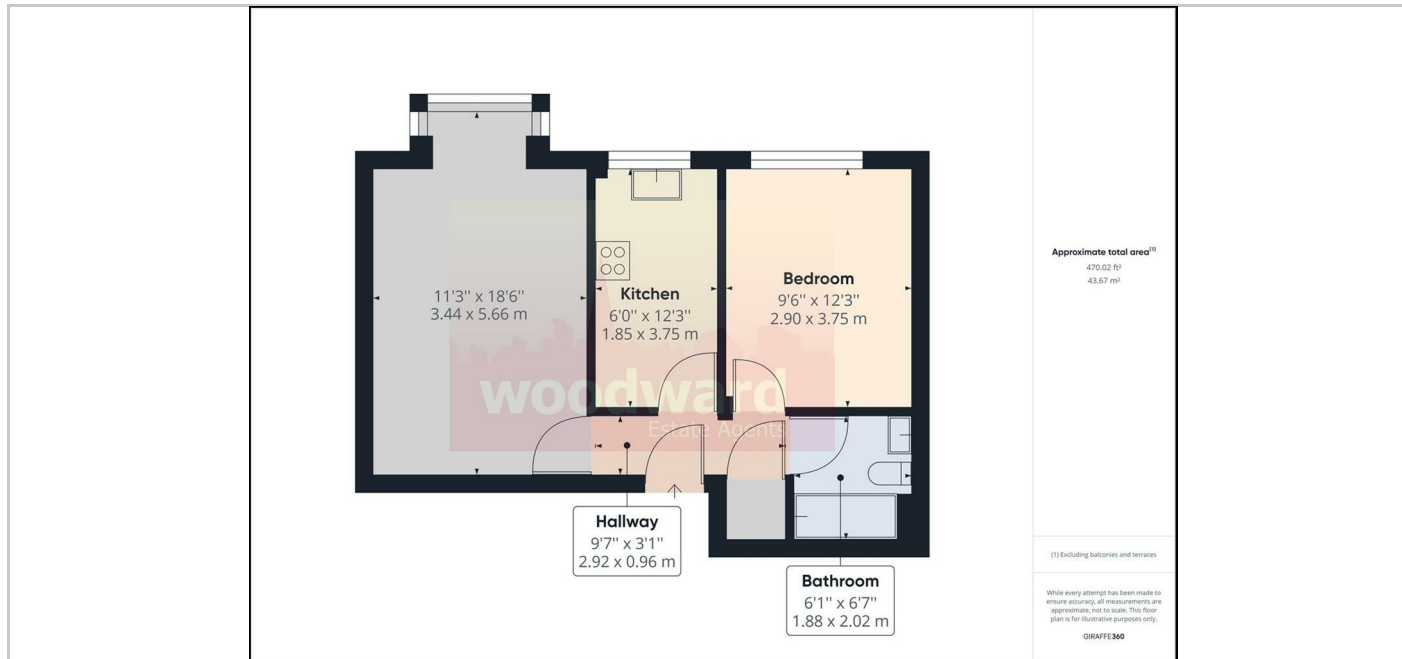 11'3'' x 18'6''
3.44 x 5.66 m
Kitchen
6'0'' x 12'3''
1.85 x 3.75 m
Bedroom
9'6'' x 12'3''
2.90 x 3.75 m
woodward
Estate Agents
Hallway
9'7'' x 3'1''
2.92 x 0.96 m
Bathroom
6'1'' x 6'7''
1.88 x 2.02 m
Approximate total area(1)
470.02 ft²
43.67 m²
(1) Excluding balconies and terraces
While every attempt has been made to
ensure accuracy, all measurements are
approximate, not to scale. This floor
plan is for illustrative purposes only.
GIRAFFE360